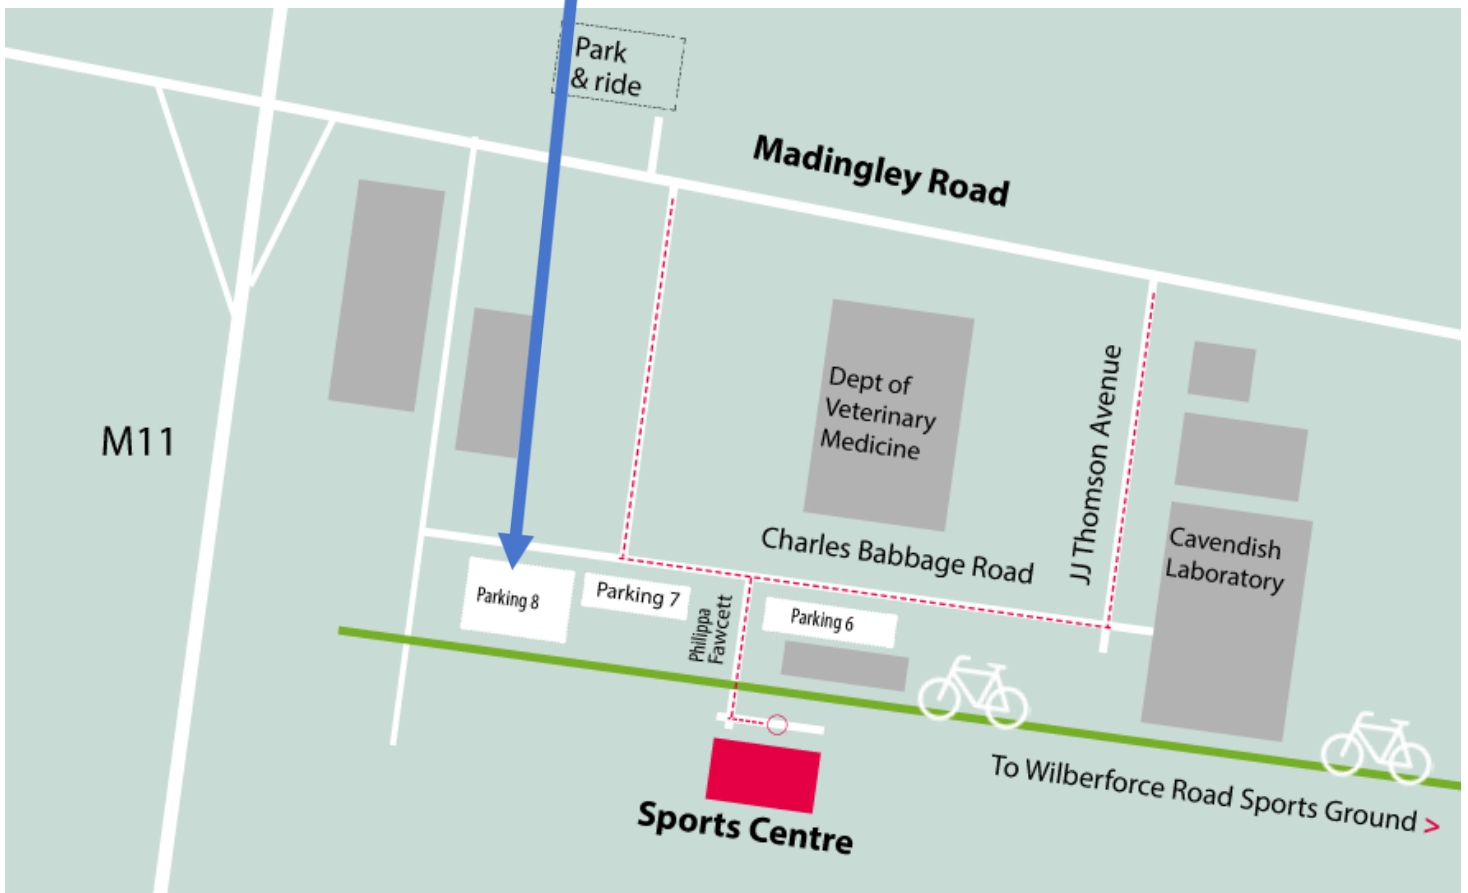 Park
& ride
Madingley Road
M11
Dept of
Veterinary
Medicine
JJ Thomson Avenue
Charles Babbage Road
Cavendish
Laboratory
Parking 8
Parking 7
Philippa
Fawcett
Parking 6
To Wilberforce Road Sports Ground >
Sports Centre